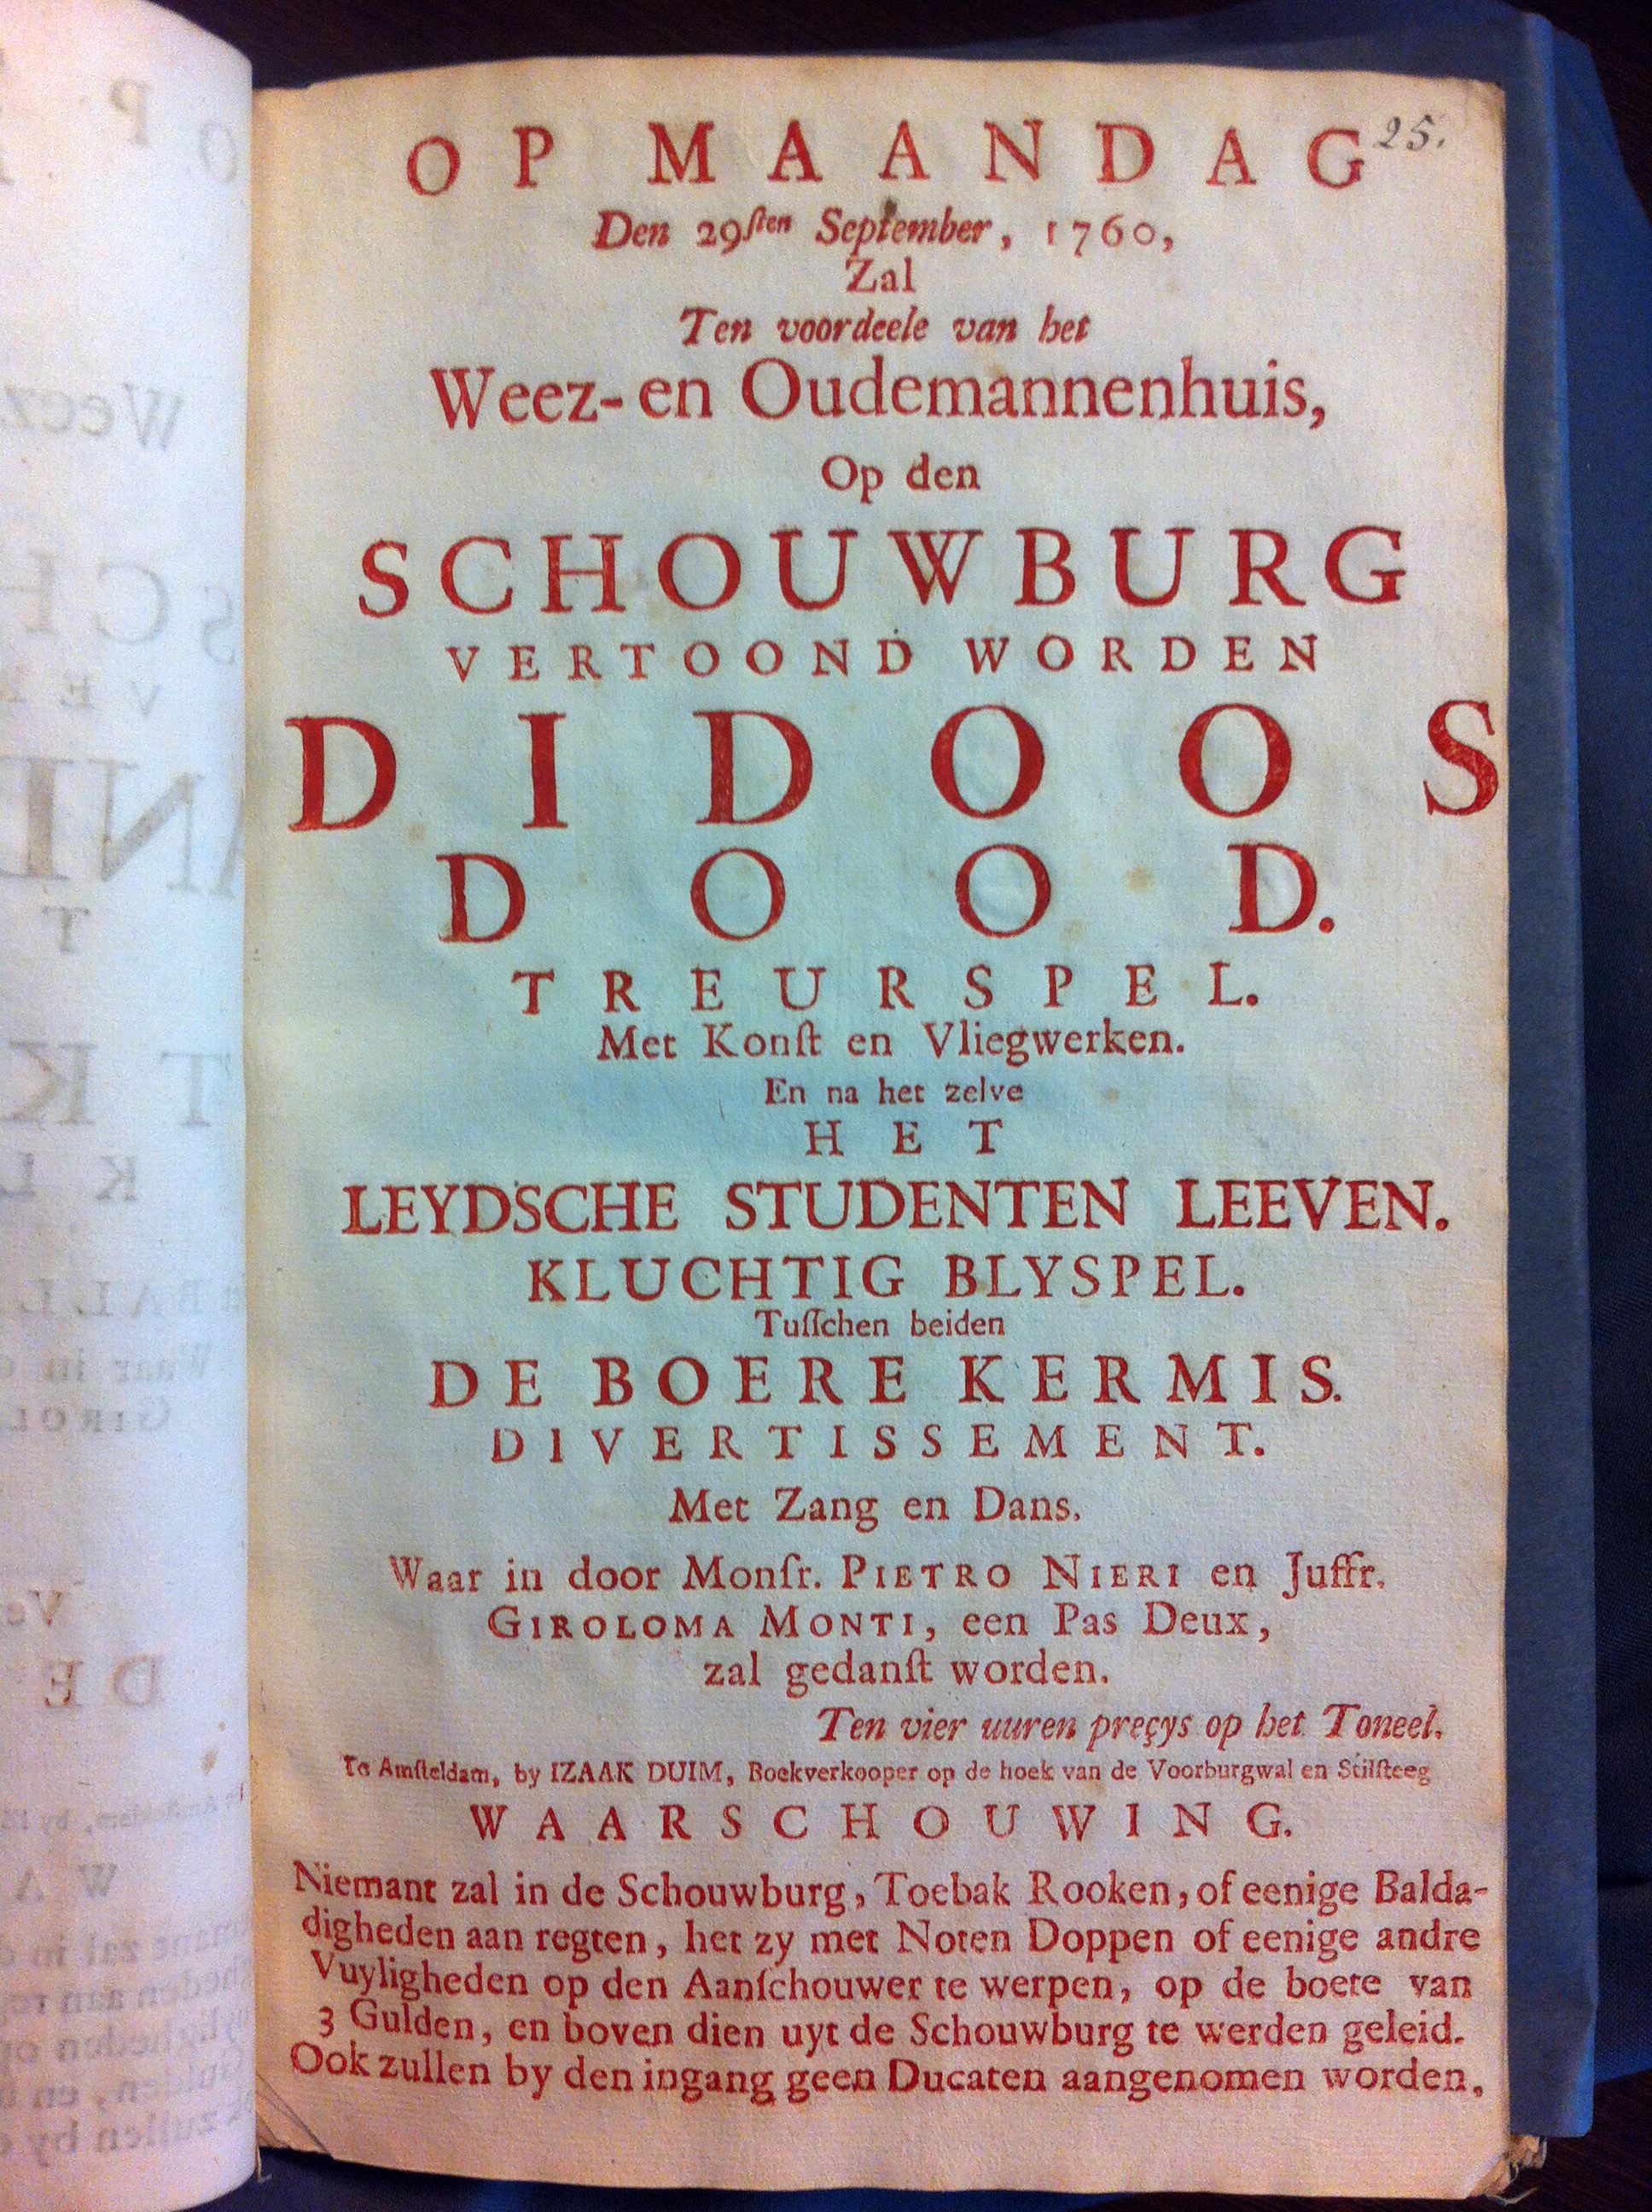 25.
OP MAANDAG
Den 29ſten September, 1760,
Zal
Ten voordeele van het
Weez- en Oudemannenhuis,
Op den
SCHOUWBURG
VERTOOND WORDEN
DIDOOS
DOOD.
TREURSPEL.
Met Konſt en Vliegwerken.
En na het zelve
HET
LEYDSCHE STUDENTEN LEEVEN.
KLUCHTIG BLYSPEL.
Tuſſchen beiden
DE BOERE KERMIS.
DIVERTISSEMENT.
Met Zang en Dans.
Waar in door Monſr. PIETRO NIERI en Juffr.
GIROLOMA MONTI, een Pas Deux,
zal gedanſt worden.
Ten vier uuren preçys op het Toneel.
Te Amſteldam, by IZAAK DUIM, Boekverkooper op de hoek van de Voorburgwal en Stilſteeg
WAARSCHOUWING.
Niemant zal in de Schouwburg, Toebak Rooken, of eenige Balda-
digheden aan regten, het zy met Noten Doppen of eenige andre
Vuyligheden op den Aanſchouwer te werpen, op de boete van
3 Gulden, en boven dien uyt de Schouwburg te werden geleid.
Ook zullen by den ingang geen Ducaten aangenomen worden.